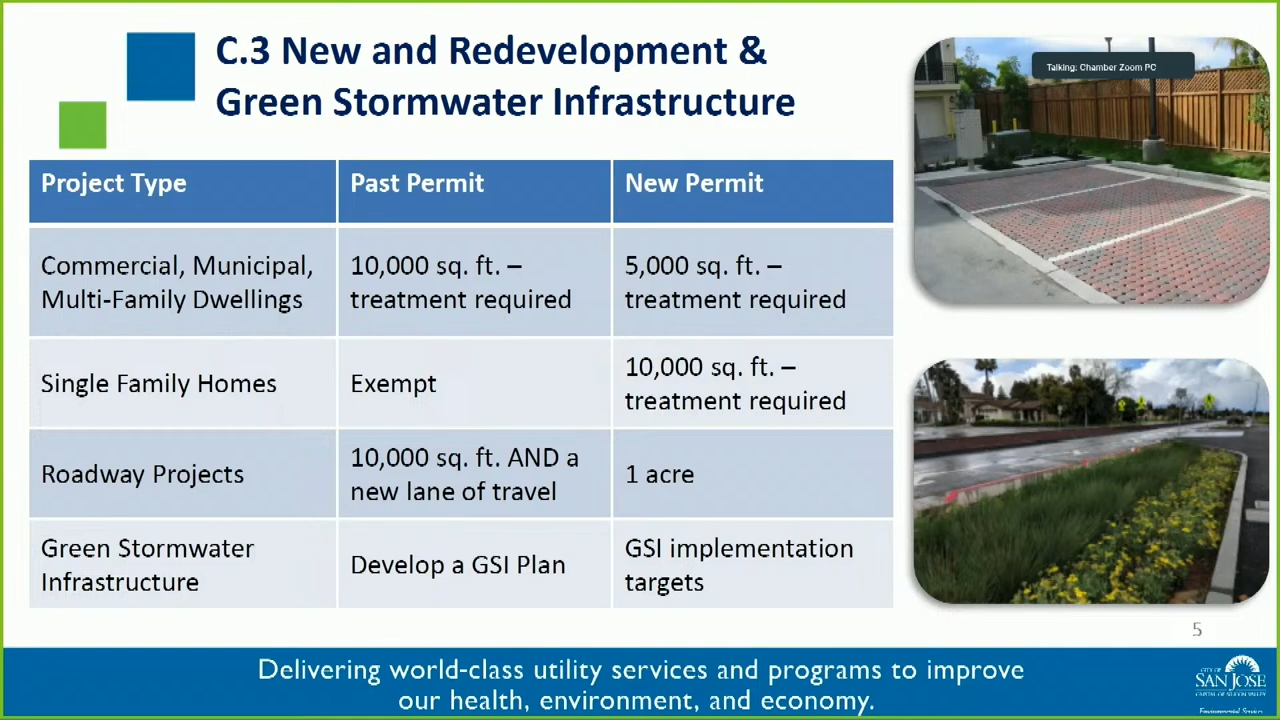 C.3 New and Redevelopment &
Green Stormwater Infrastructure
Talking: Chamber Zoom PC
Project Type
Past Permit
New Permit
Commercial, Municipal,
Multi-Family Dwellings
10,000 sq. ft. –
treatment required
5,000 sq. ft. –
treatment required
Single Family Homes
Exempt
10,000 sq. ft. –
treatment required
Roadway Projects
10,000 sq. ft. AND a
new lane of travel
1 acre
Green Stormwater
Infrastructure
Develop a GSI Plan
GSI implementation
targets
5
Delivering world-class utility services and programs to improve
our health, environment, and economy.
CITY OF
SAN JOSE
CAPITAL OF SILICON VALLEY
Environmental Services